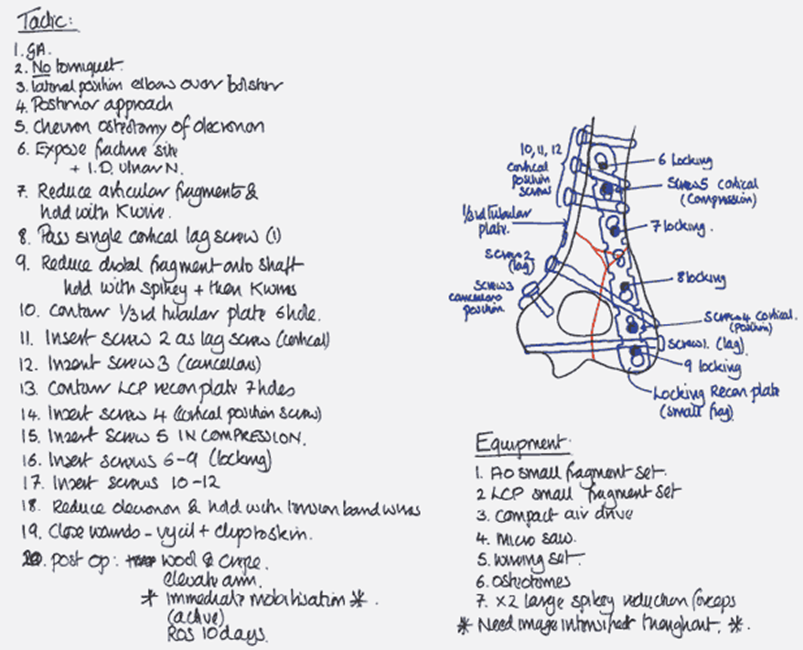 Tactic:
1. GA.
2. No torniquet.
3. lateral position elbow over bolster
4. Posterior approach
5. Chevron osteotomy of olecranon
6. Expose fracture site
+ I.D. Ulnar N.
7. Reduce articular fragments &
hold with Kwire.
8. Pass single cortical lag screw (1)
9. Reduce distal fragment onto shaft
hold with spikey + then Kwires
10. Contour 1/3rd tubular plate 6 hole.
11. Insert screw 2 as lag screw (cortical)
12. Insert screw 3 (cancellous)
13. Contour LCP recon plate 7 holes
14. Insert screw 4 (cortical position screw)
15. Insert screw 5 IN COMPRESSION.
16. Insert screws 6-9 (locking)
17. Insert screws 10-12
18. Reduce olecranon & hold with tension band wires
19. Close wounds - vycil + clips to skin.
20. post op: wool & crepe.
elevate arm.
* immediate mobilisation *.
(active)
ROS 10 days.
10, 11, 12
cortical
position
screws
1/3rd tubular
plate.
screw 2
(lag)
screw 3
cancellous
position
6 locking
screw 5 cortical
(compression)
7 locking.
8 locking
screw 4 cortical.
(position)
screw 1. (lag)
9 locking
Locking Recon plate
(small frag)
Equipment:
1. AO small fragment set.
2 LCP small fragment set
3. Compact air drive
4. Micro saw.
5. Wiring set.
6. Osteotomes
7. x2 large spikey reduction forceps
* Need image intensifier throughout. *.